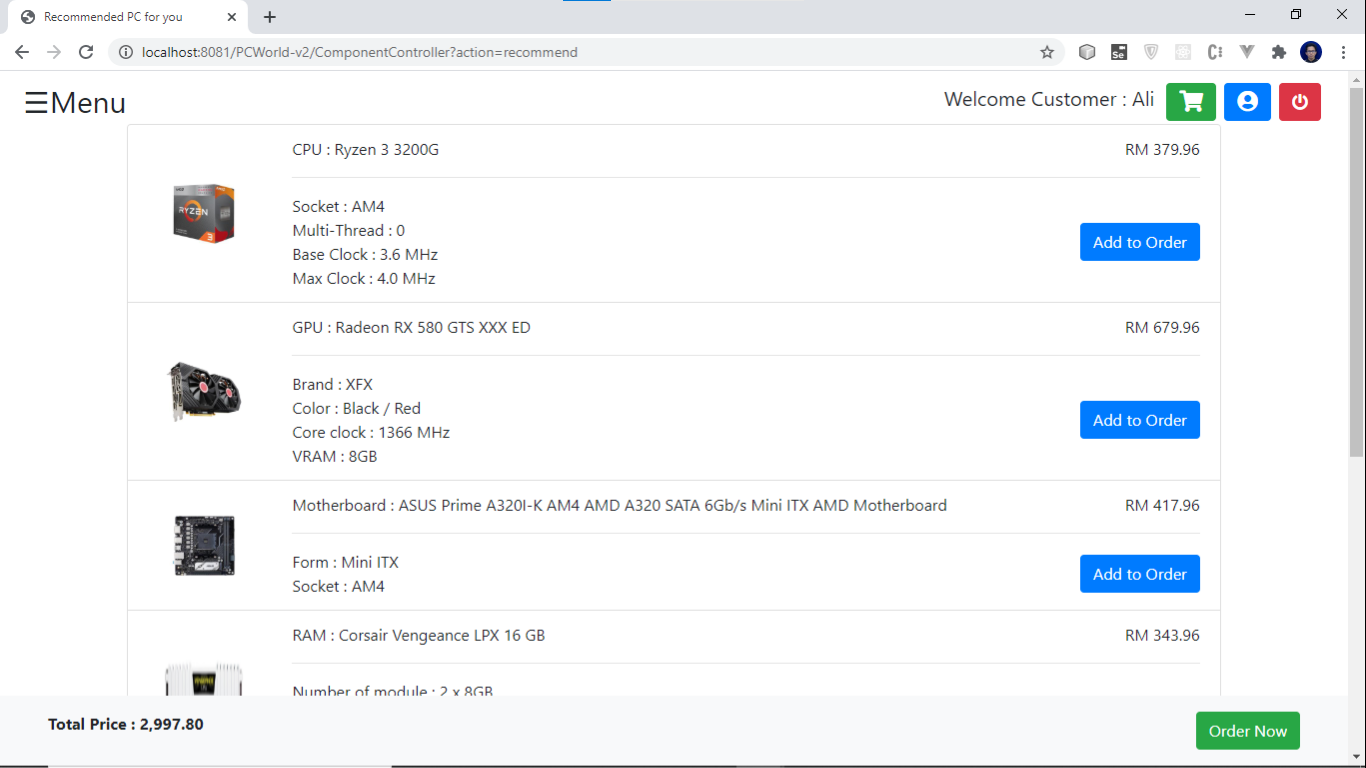 Recommended PC for you
localhost:8081/PCWorld-v2/ComponentController?action=recommend
☰Menu
Welcome Customer : Ali
CPU : Ryzen 3 3200G
RM 379.96
RYZEN
3
Socket : AM4
Multi-Thread : 0
Base Clock : 3.6 MHz
Max Clock : 4.0 MHz
Add to Order
GPU : Radeon RX 580 GTS XXX ED
RM 679.96
Brand : XFX
Color : Black / Red
Core clock : 1366 MHz
VRAM : 8GB
Add to Order
Motherboard : ASUS Prime A320I-K AM4 AMD A320 SATA 6Gb/s Mini ITX AMD Motherboard
RM 417.96
Form : Mini ITX
Socket : AM4
Add to Order
RAM : Corsair Vengeance LPX 16 GB
RM 343.96
Number of module : 2 x 8GB
Total Price : 2,997.80
Order Now